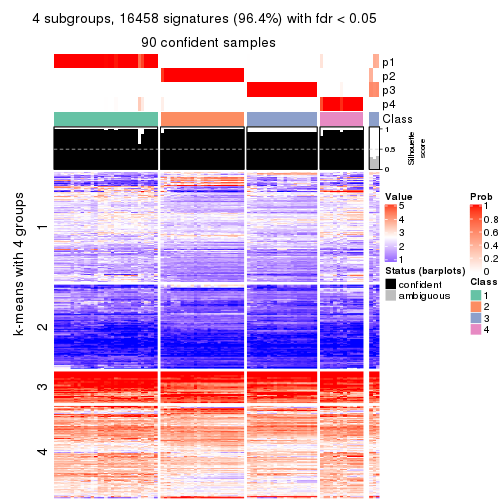 4 subgroups, 16458 signatures (96.4%) with fdr < 0.05
90 confident samples
p1
p2
p3
p4
Class
1
0.5
0
Silhouette
score
k-means with 4 groups
1
2
3
4
Value
5
4
3
2
1
Status (barplots)
confident
ambiguous
Prob
1
0.8
0.6
0.4
0.2
0
Class
1
2
3
4